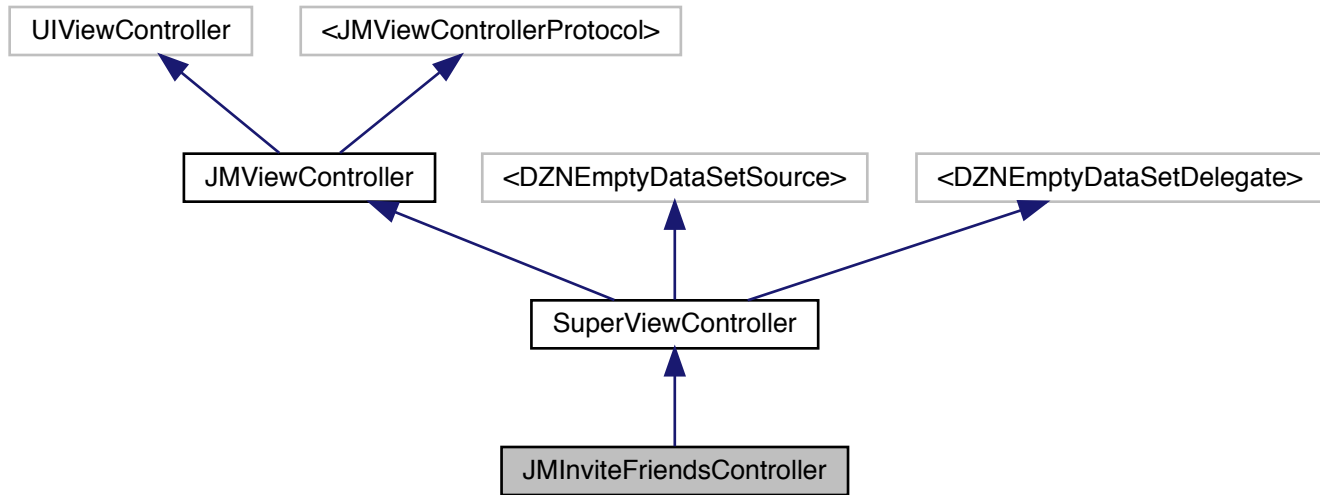 UIViewController
<JMViewControllerProtocol>
JMViewController
<DZNEmptyDataSetSource>
<DZNEmptyDataSetDelegate>
SuperViewController
JMInviteFriendsController